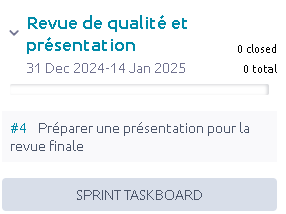 Revue de qualité et
présentation
0 closed
31 Dec 2024-14 Jan 2025
0 total
#4 Préparer une présentation pour la
revue finale
SPRINT TASKBOARD